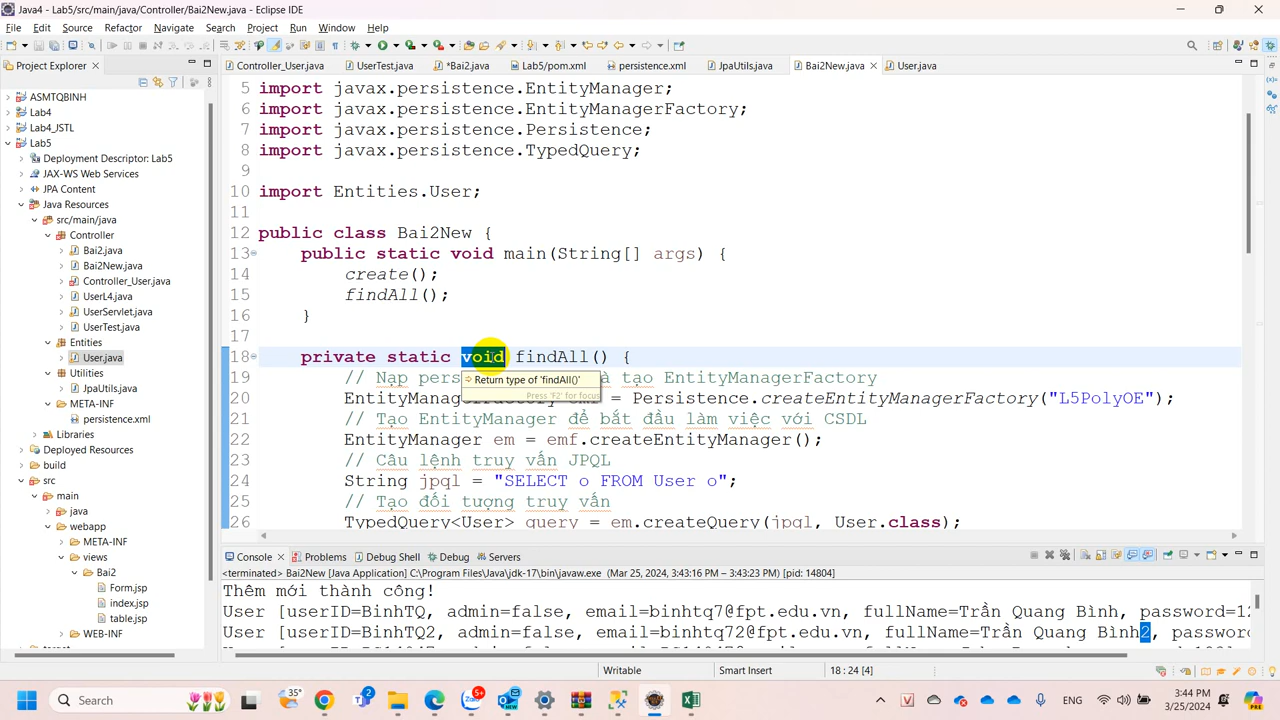 Java4 - Lab5/src/main/java/Controller/Bai2New.java - Eclipse IDE
File Edit Source Refactor Navigate Search Project Run Window Help
Project Explorer
Controller_User.java UserTest.java *Bai2.java Lab5/pom.xml persistence.xml JpaUtils.java Bai2New.java User.java
ASMTQBINH
Lab4
Lab4_JSTL
Lab5
Deployment Descriptor: Lab5
JAX-WS Web Services
JPA Content
Java Resources
src/main/java
Controller
Bai2.java
Bai2New.java
Controller_User.java
UserL4.java
UserServlet.java
UserTest.java
Entities
User.java
Utilities
JpaUtils.java
META-INF
persistence.xml
Libraries
Deployed Resources
build
src
main
java
webapp
META-INF
views
Bai2
Form.jsp
index.jsp
table.jsp
WEB-INF
5 import javax.persistence.EntityManager;
6 import javax.persistence.EntityManagerFactory;
7 import javax.persistence.Persistence;
8 import javax.persistence.TypedQuery;
9
10 import Entities.User;
11
12 public class Bai2New {
13 public static void main(String[] args) {
14 create();
15 findAll();
16 }
17
18 private static void findAll() {
19 // Nạp pers à tạo EntityManagerFactory
Return type of 'findAll()'
Press 'F2' for focus
20 EntityManagerFactory emf = Persistence.createEntityManagerFactory("L5PolyOE");
21 // Tạo EntityManager để bắt đầu làm việc với CSDL
22 EntityManager em = emf.createEntityManager();
23 // Câu lệnh truy vấn JPQL
24 String jpql = "SELECT o FROM User o";
25 // Tạo đối tượng truy vấn
26 TypedQuery<User> query = em.createQuery(jpql, User.class);
Console Problems Debug Shell Debug Servers
<terminated> Bai2New [Java Application] C:\Program Files\Java\jdk-17\bin\javaw.exe (Mar 25, 2024, 3:43:16 PM – 3:43:23 PM) [pid: 14804]
Thêm mới thành công!
User [userID=BinhTQ, admin=false, email=binhtq7@fpt.edu.vn, fullName=Trần Quang Bình, password=12
User [userID=BinhTQ2, admin=false, email=binhtq72@fpt.edu.vn, fullName=Trần Quang Bình2, password
Writable Smart Insert 18 : 24 [4]
Search 35° 2 5+ ENG 3:44 PM
3/25/2024